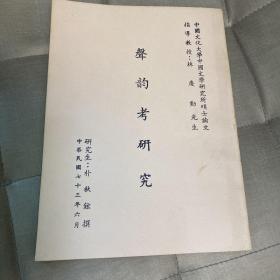 中國文化大學中國文學研究所碩士論文
指導教授：林慶勳先生
聲韵考研究
研究生：朴秋鉉撰
中華民國七十三年六月